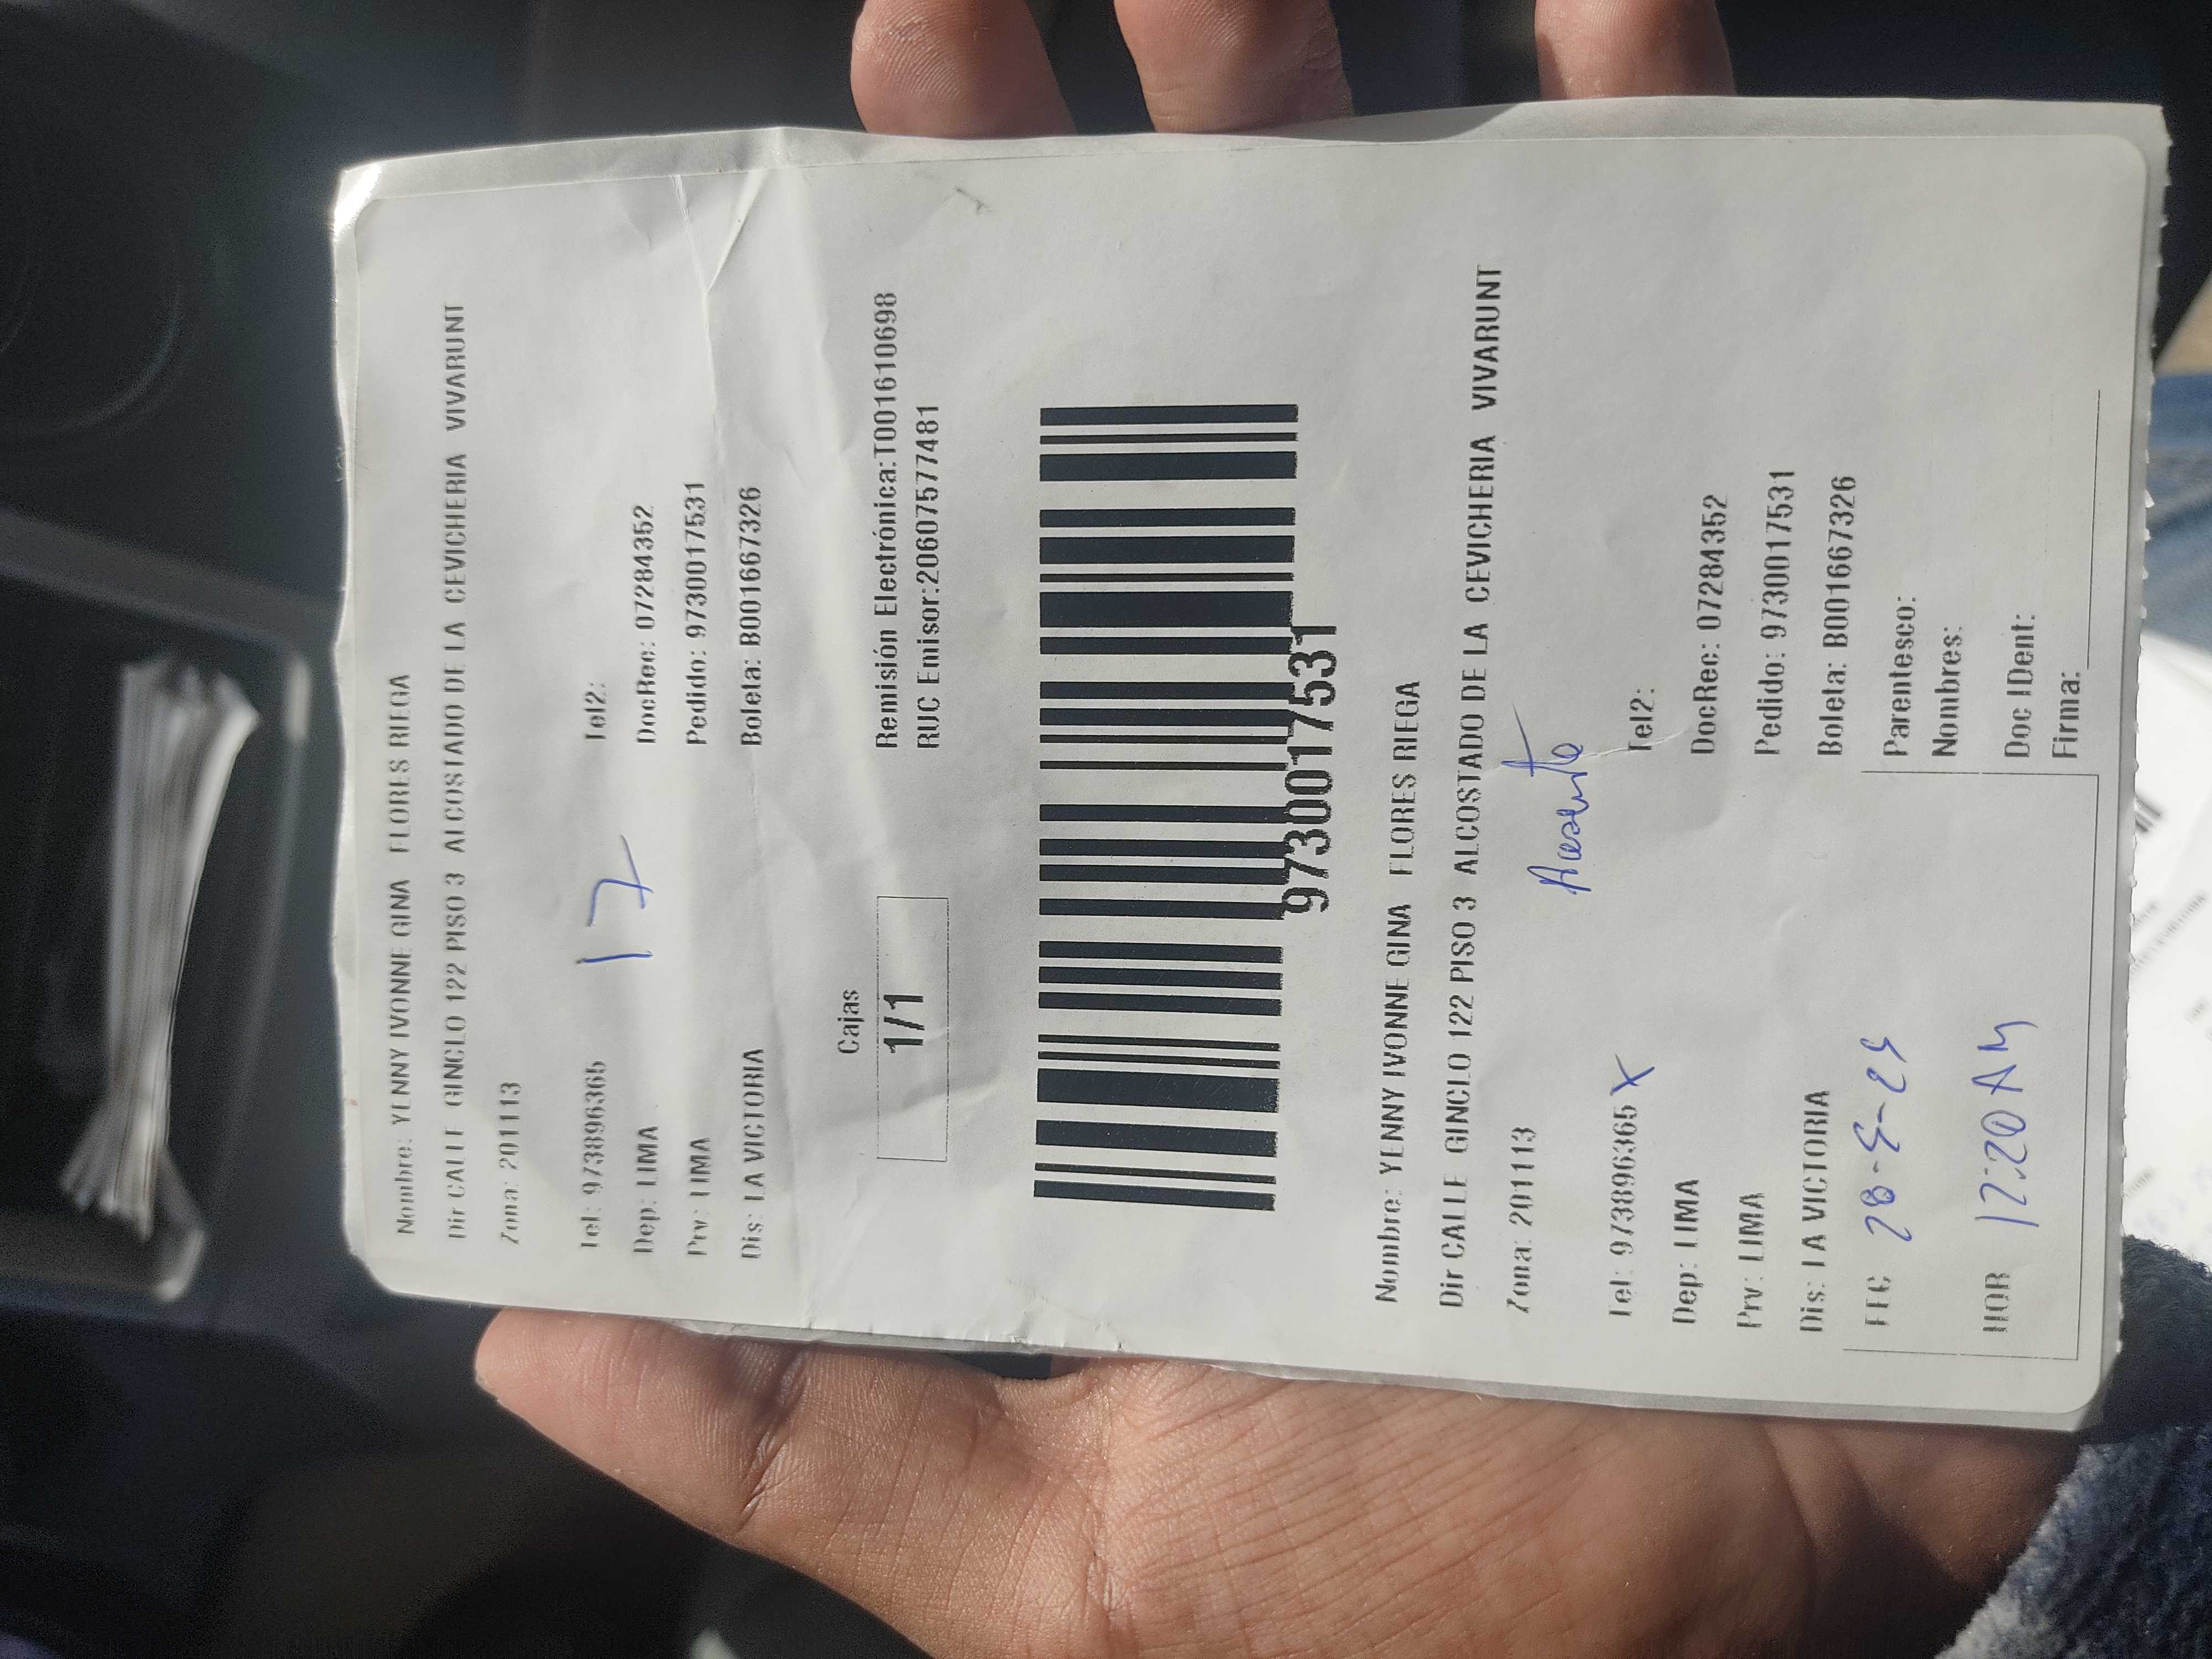 Nombre: YENNY IVONNE GINA FLORES RIEGA
Dir CALLE GINCLO 122 PISO 3 ALCOSTADO DE LA CEVICHERIA VIVARUNT
Zona: 201113
17
Tel: 973896365 Tel2:
Dep: LIMA DocRec: 07284352
Prv: LIMA Pedido: 9730017531
Dis: LA VICTORIA Boleta: B001667326
Cajas
1/1
Remisión Electrónica:T001610698
RUC Emisor:20607577481
9730017531
Nombre: YENNY IVONNE GINA FLORES RIEGA
Dir CALLE GINCLO 122 PISO 3 ALCOSTADO DE LA CEVICHERIA VIVARUNT
Zona: 201113
Tel: 973896365 X Tel2:
Dep: LIMA DocRec: 07284352
Prv: LIMA Pedido: 9730017531
Dis: LA VICTORIA Boleta: B001667326
FEC Parentesco:
Nombres:
HOR 12:20 AM Doc IDent:
Firma: